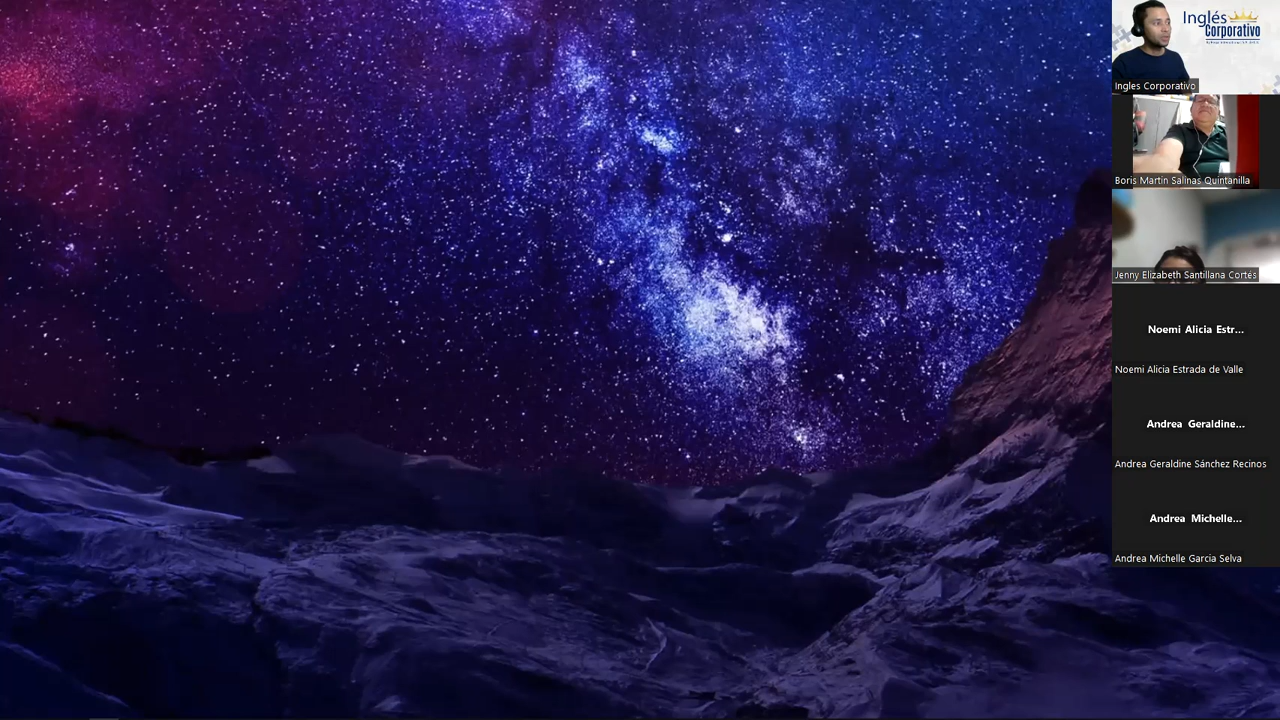 Inglés
Corporativo
Ingles Corporativo
Boris Martin Salinas Quintanilla
Jenny Elizabeth Santillana Cortés
Noemi Alicia Estr...
Noemi Alicia Estrada de Valle
Andrea Geraldine...
Andrea Geraldine Sánchez Recinos
Andrea Michelle...
Andrea Michelle Garcia Selva